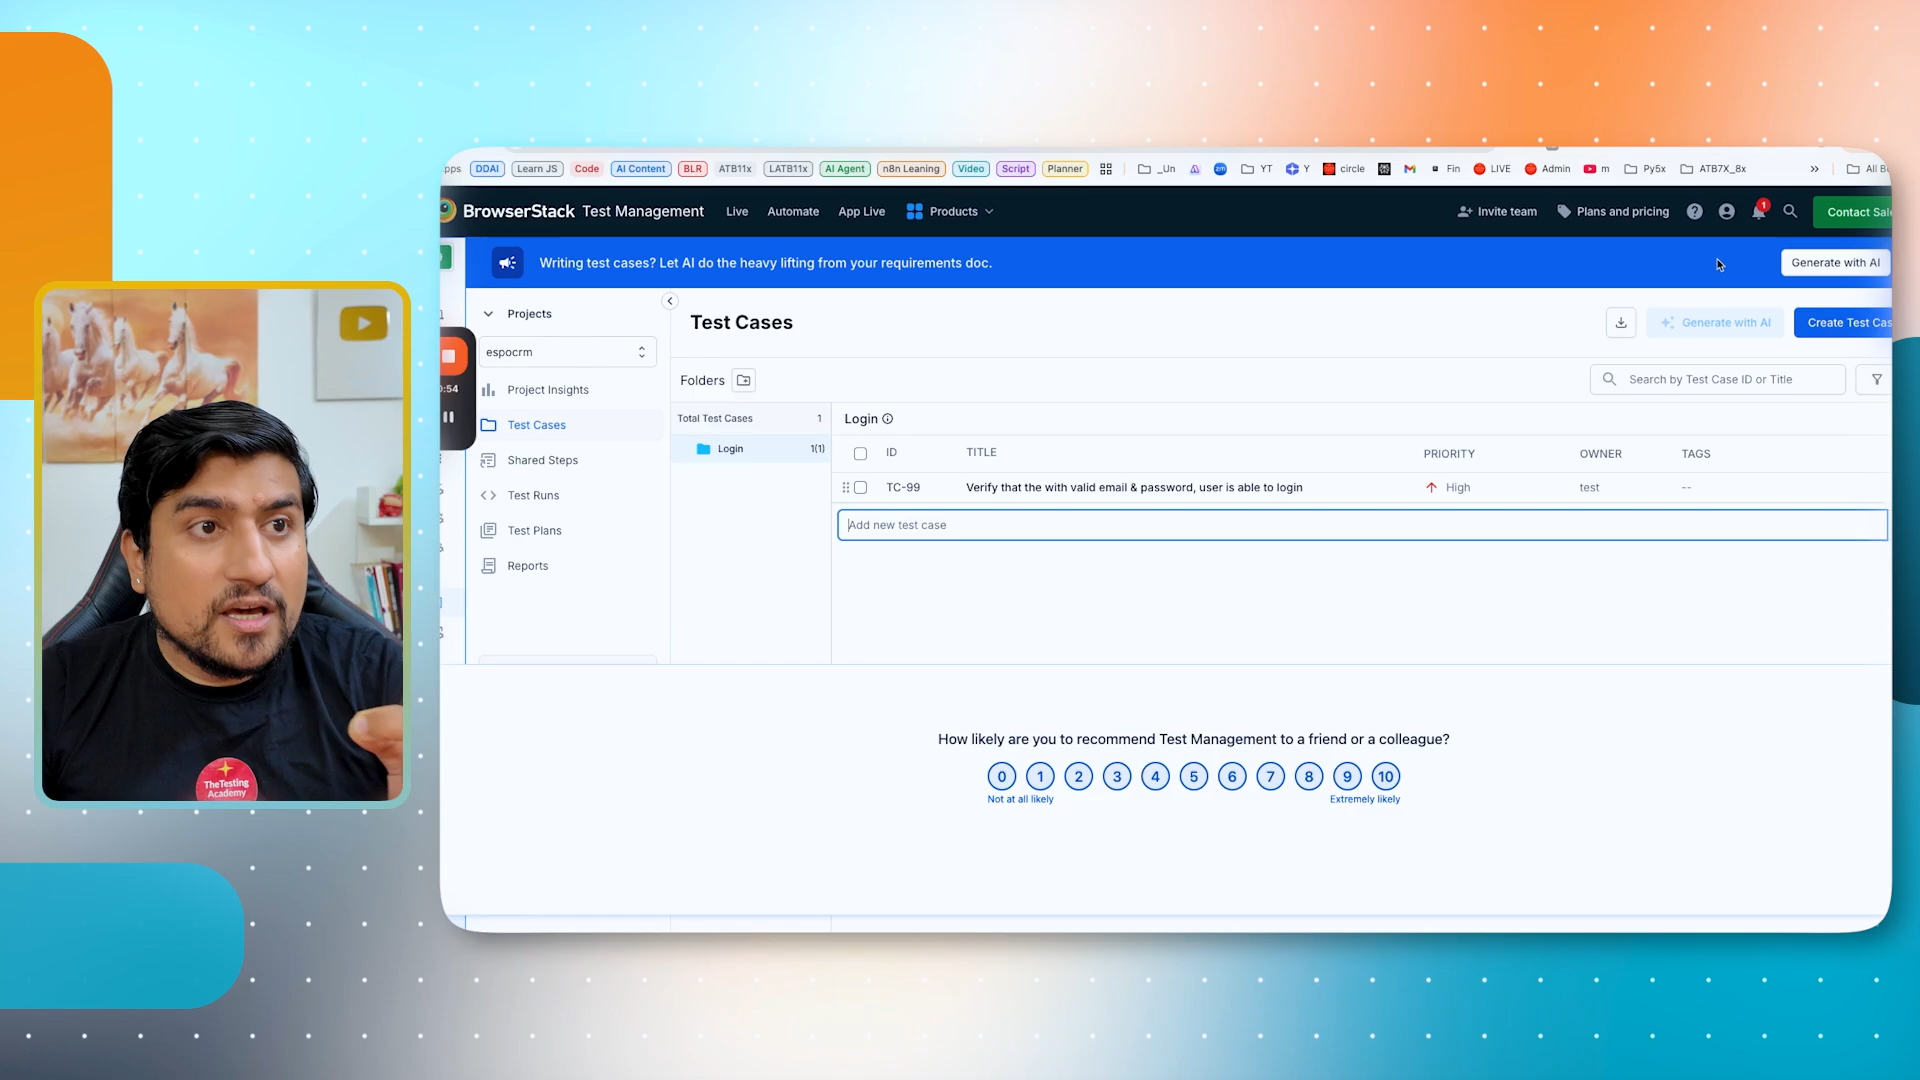 pps DDAI Learn JS Code AI Content BLR ATB11x LATB11x AI Agent n8n Leaning Video Script Planner _Un YT Y circle Fin LIVE Admin m Py5x ATB7X_8x » All B
BrowserStack Test Management Live Automate App Live Products Invite team Plans and pricing 1 Contact Sal
Writing test cases? Let AI do the heavy lifting from your requirements doc. Generate with AI
Projects
Test Cases Generate with AI Create Test Cas
espocrm
Folders Search by Test Case ID or Title
Project Insights
:54
Total Test Cases 1
Login
Test Cases
Login 1(1)
ID TITLE PRIORITY OWNER TAGS
Shared Steps
TC-99 Verify that the with valid email & password, user is able to login High test --
Test Runs
Add new test case
Test Plans
Reports
How likely are you to recommend Test Management to a friend or a colleague?
0 1 2 3 4 5 6 7 8 9 10
Not at all likely Extremely likely
TheTesting
Academy